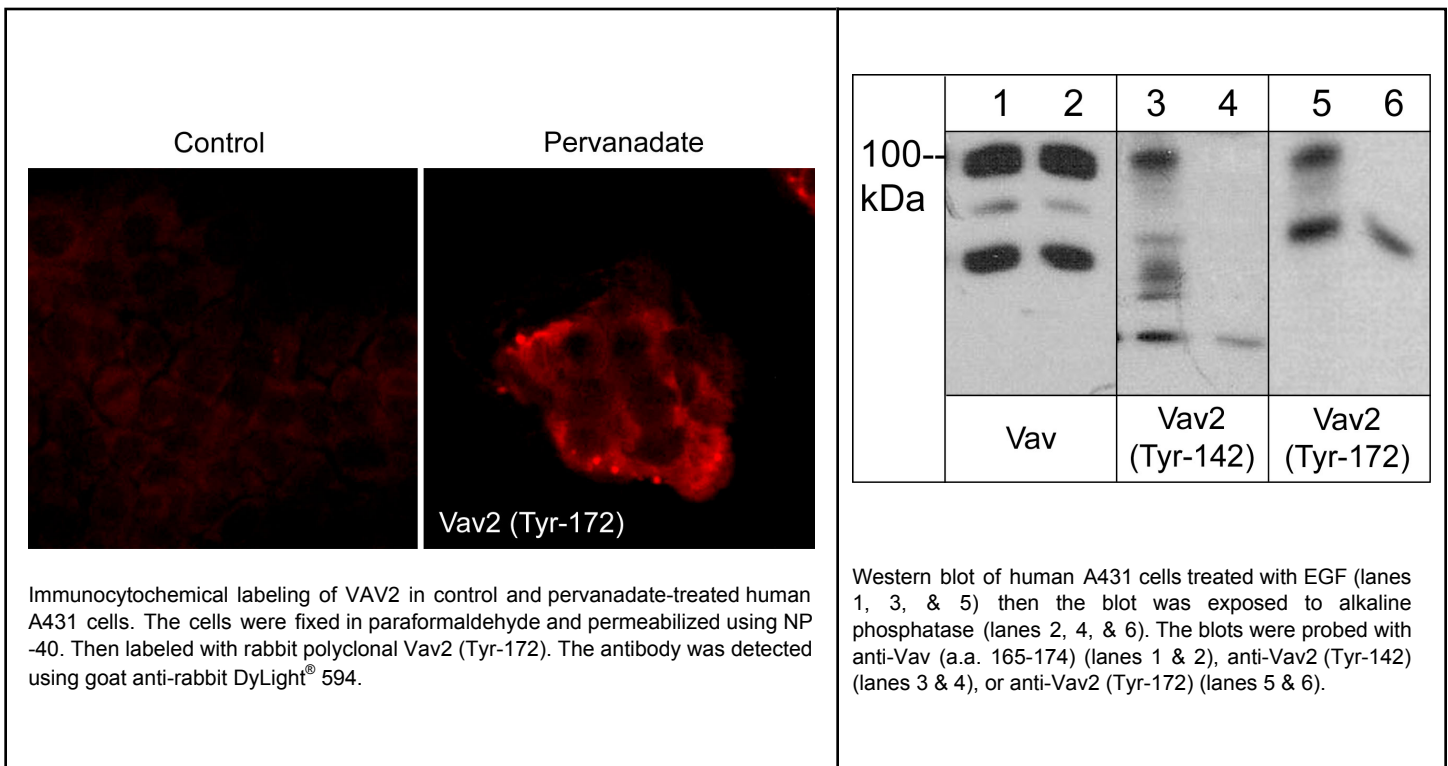 Control
Pervanadate
Vav2 (Tyr-172)
Immunocytochemical labeling of VAV2 in control and pervanadate-treated human
A431 cells. The cells were fixed in paraformaldehyde and permeabilized using NP
-40. Then labeled with rabbit polyclonal Vav2 (Tyr-172). The antibody was detected
using goat anti-rabbit DyLight® 594.
1 2 3 4 5 6
100--
kDa
Vav
Vav2
(Tyr-142)
Vav2
(Tyr-172)
Western blot of human A431 cells treated with EGF (lanes
1, 3, & 5) then the blot was exposed to alkaline
phosphatase (lanes 2, 4, & 6). The blots were probed with
anti-Vav (a.a. 165-174) (lanes 1 & 2), anti-Vav2 (Tyr-142)
(lanes 3 & 4), or anti-Vav2 (Tyr-172) (lanes 5 & 6).